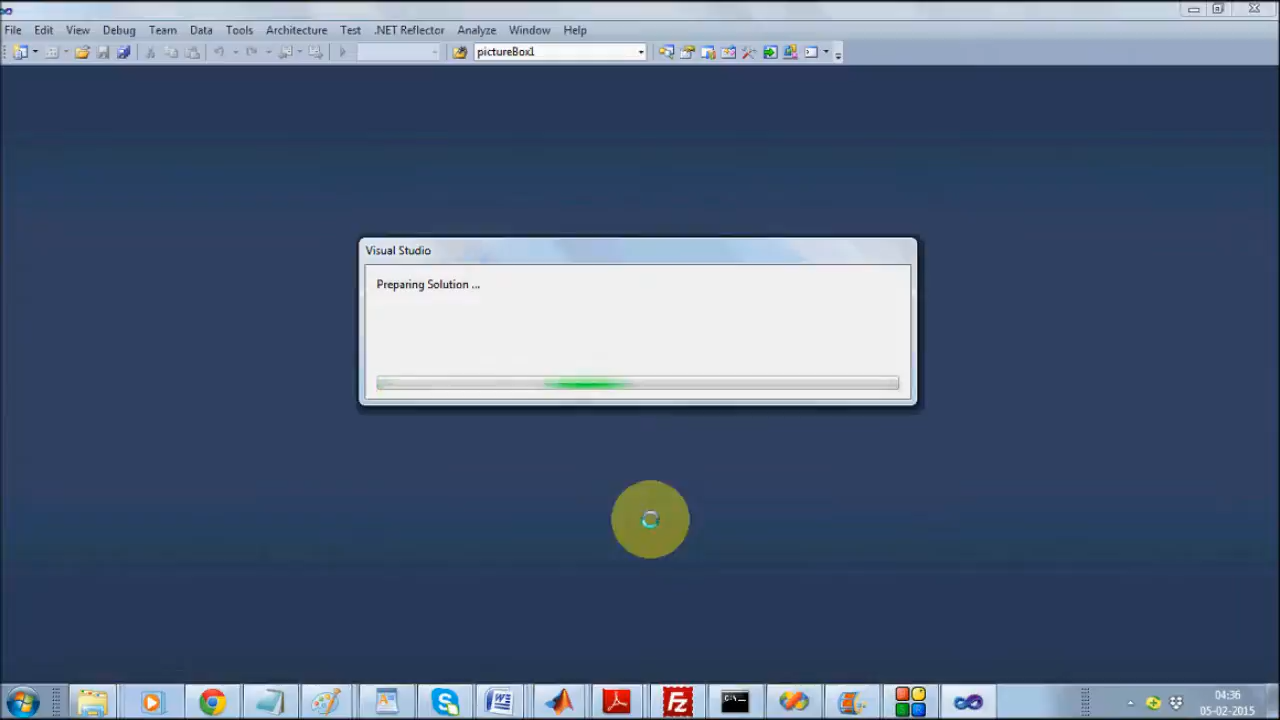 File Edit View Debug Team Data Tools Architecture Test .NET Reflector Analyze Window Help
pictureBox1
Visual Studio
Preparing Solution ...
04:36
05-02-2015